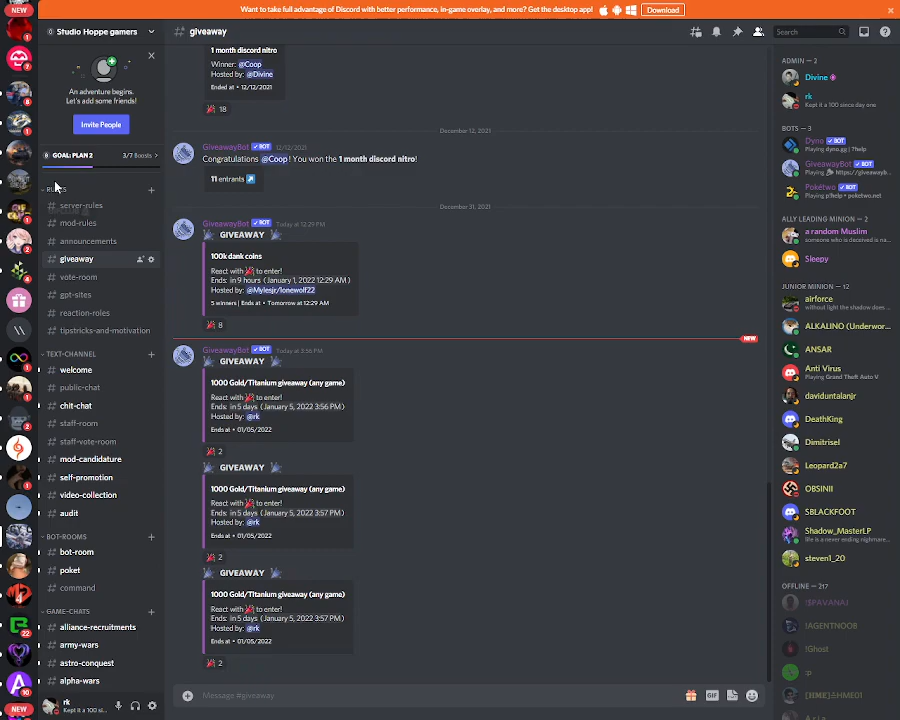 NEW
Want to take full advantage of Discord with better performance, in-game overlay, and more? Get the desktop app!
Download
Studio Hoppe gamers
An adventure begins.
Let's add some friends!
Invite People
GOAL: PLAN 2
3/7 Boosts
RULES
server-rules
mod-rules
announcements
giveaway
vote-room
gpt-sites
reaction-roles
tipstricks-and-motivation
TEXT-CHANNEL
welcome
public-chat
chit-chat
staff-room
staff-vote-room
mod-candidature
self-promotion
video-collection
audit
BOT-ROOMS
bot-room
poket
command
GAME-CHATS
alliance-recruitments
army-wars
astro-conquest
alpha-wars
rk
Kept it a 100 si...
NEW
giveaway
Search
1 month discord nitro
Winner: @Coop
Hosted by: @Divine
Ended at • 12/12/2021
18
December 12, 2021
GiveawayBot BOT 12/12/2021
Congratulations @Coop! You won the 1 month discord nitro!
11 entrants
December 31, 2021
GiveawayBot BOT Today at 12:29 PM
GIVEAWAY
100k dank coins
React with to enter!
Ends: in 9 hours (January 1, 2022 12:29 AM)
Hosted by: @Mylesjr/lonewolf22
5 winners | Ends at • Tomorrow at 12:29 AM
8
NEW
GiveawayBot BOT Today at 3:56 PM
GIVEAWAY
1000 Gold/Titanium giveaway (any game)
React with to enter!
Ends: in 5 days (January 5, 2022 3:56 PM)
Hosted by: @rk
Ends at • 01/05/2022
2
GIVEAWAY
1000 Gold/Titanium giveaway (any game)
React with to enter!
Ends: in 5 days (January 5, 2022 3:57 PM)
Hosted by: @rk
Ends at • 01/05/2022
2
GIVEAWAY
1000 Gold/Titanium giveaway (any game)
React with to enter!
Ends: in 5 days (January 5, 2022 3:57 PM)
Hosted by: @rk
Ends at • 01/05/2022
2
Message #giveaway
GIF
ADMIN — 2
Divine
rk
Kept it a 100 since day one
BOTS — 3
Dyno BOT
Playing dyno.gg | ?help
GiveawayBot BOT
Playing https://giveawayb...
Pokétwo BOT
Playing p!help • poketwo.net
ALLY LEADING MINION — 2
a random Muslim
someone who is deceived is na...
Sleepy
JUNIOR MINION — 12
airforce
without light the shadow does
ALKALINO (Underwor...
ANSAR
Anti Virus
Playing Grand Theft Auto V
daviduntalanjr
DeathKing
Dimitrisel
Leopard2a7
OBSINII
SBLACKFOOT
Shadow_MasterLP
life is a never ending nighmare...
steven1_20
OFFLINE — 217
!$PAVANA!
!AGENTNOOB
!Ghost
:p